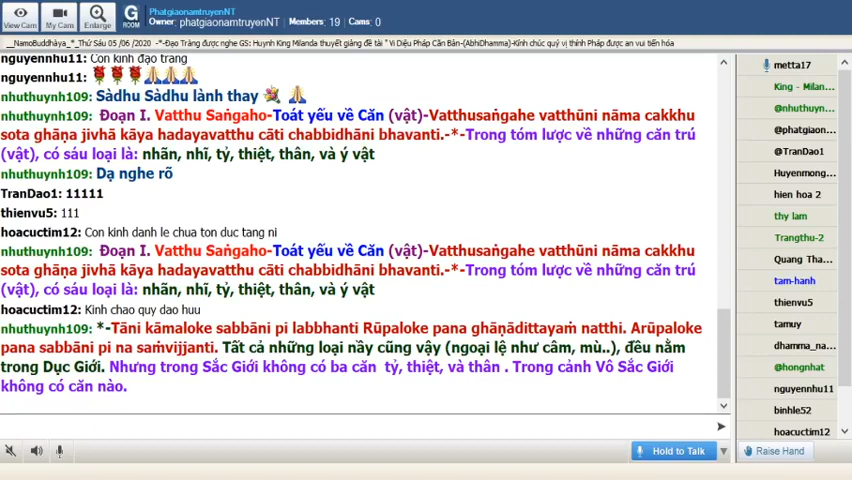 PhatgiaonamtruyenNT
Owner: phatgiaonamtruyenNT Members: 19 Cams: 0
View Cam
My Cam
Enlarge
G
ROOM
__NamoBuddhàya_*_Thứ Sáu 05 /06 /2020 -*-Đạo Tràng được nghe GS: Huynh King Milanda thuyết giảng đề tài " Vi Diệu Pháp Căn Bản-(AbhiDhamma)-Kính chúc quý vị thính Pháp được an vui tiến hóa
nguyennhu11: Con kinh đạo trang
nguyennhu11:
nhuthuynh109: Sàdhu Sàdhu lành thay
nhuthuynh109: Đoạn I. Vatthu Saṅgaho-Toát yếu về Căn (vật)-Vatthusaṅgahe vatthūni nāma cakkhu
sota ghāṇa jivhā kāya hadayavatthu cāti chabbidhāni bhavanti.-*-Trong tóm lược về những căn trú
(vật), có sáu loại là: nhãn, nhĩ, tỷ, thiệt, thân, và ý vật
nhuthuynh109: Dạ nghe rõ
TranDao1: 11111
thienvu5: 111
hoacuctim12: Con kinh danh le chua ton duc tang ni
nhuthuynh109: Đoạn I. Vatthu Saṅgaho-Toát yếu về Căn (vật)-Vatthusaṅgahe vatthūni nāma cakkhu
sota ghāṇa jivhā kāya hadayavatthu cāti chabbidhāni bhavanti.-*-Trong tóm lược về những căn trú
(vật), có sáu loại là: nhãn, nhĩ, tỷ, thiệt, thân, và ý vật
hoacuctim12: Kinh chao quy dao huu
nhuthuynh109: *-Tāni kāmaloke sabbāni pi labbhanti Rūpaloke pana ghāṇādittayaṁ natthi. Arūpaloke
pana sabbāni pi na saṁvijjanti. Tất cả những loại nầy cũng vậy (ngoại lệ như câm, mù..), đều nằm
trong Dục Giới. Nhưng trong Sắc Giới không có ba căn tỷ, thiệt, và thân . Trong cảnh Vô Sắc Giới
không có căn nào.
metta17
King - Milan...
@nhuthuynh...
@phatgiaon...
@TranDao1
Huyenmong...
hien hoa 2
thy lam
Trangthu-2
Quang Tha...
tam-hanh
thienvu5
tamuy
dhamma_na...
@hongnhat
nguyennhu11
binhle52
hoacuctim12
Hold to Talk
Raise Hand